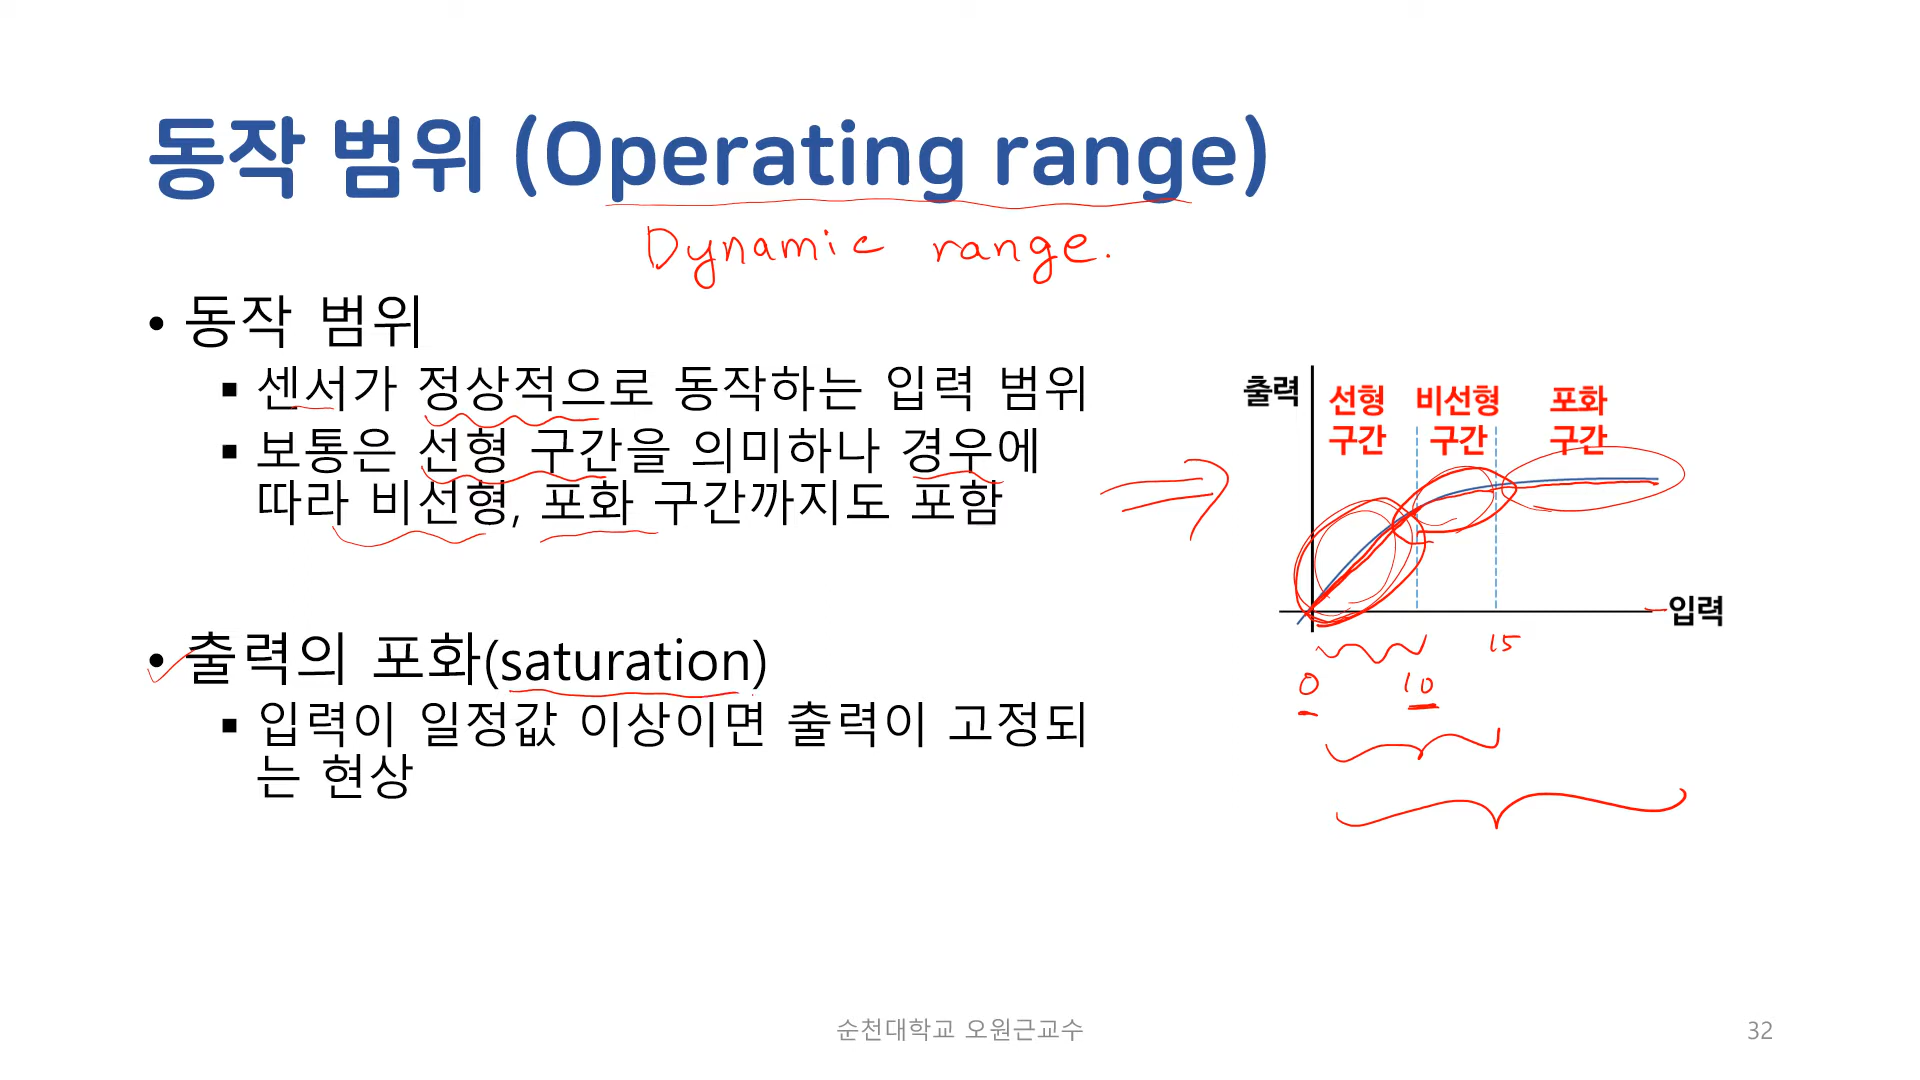 동작 범위 (Operating range)
Dynamic range.
• 동작 범위
▪ 센서가 정상적으로 동작하는 입력 범위
▪ 보통은 선형 구간을 의미하나 경우에
따라 비선형, 포화 구간까지도 포함
• 출력의 포화(saturation)
▪ 입력이 일정값 이상이면 출력이 고정되
는 현상
출력
선형
구간
비선형
구간
포화
구간
입력
15
0 10
순천대학교 오원근교수
32